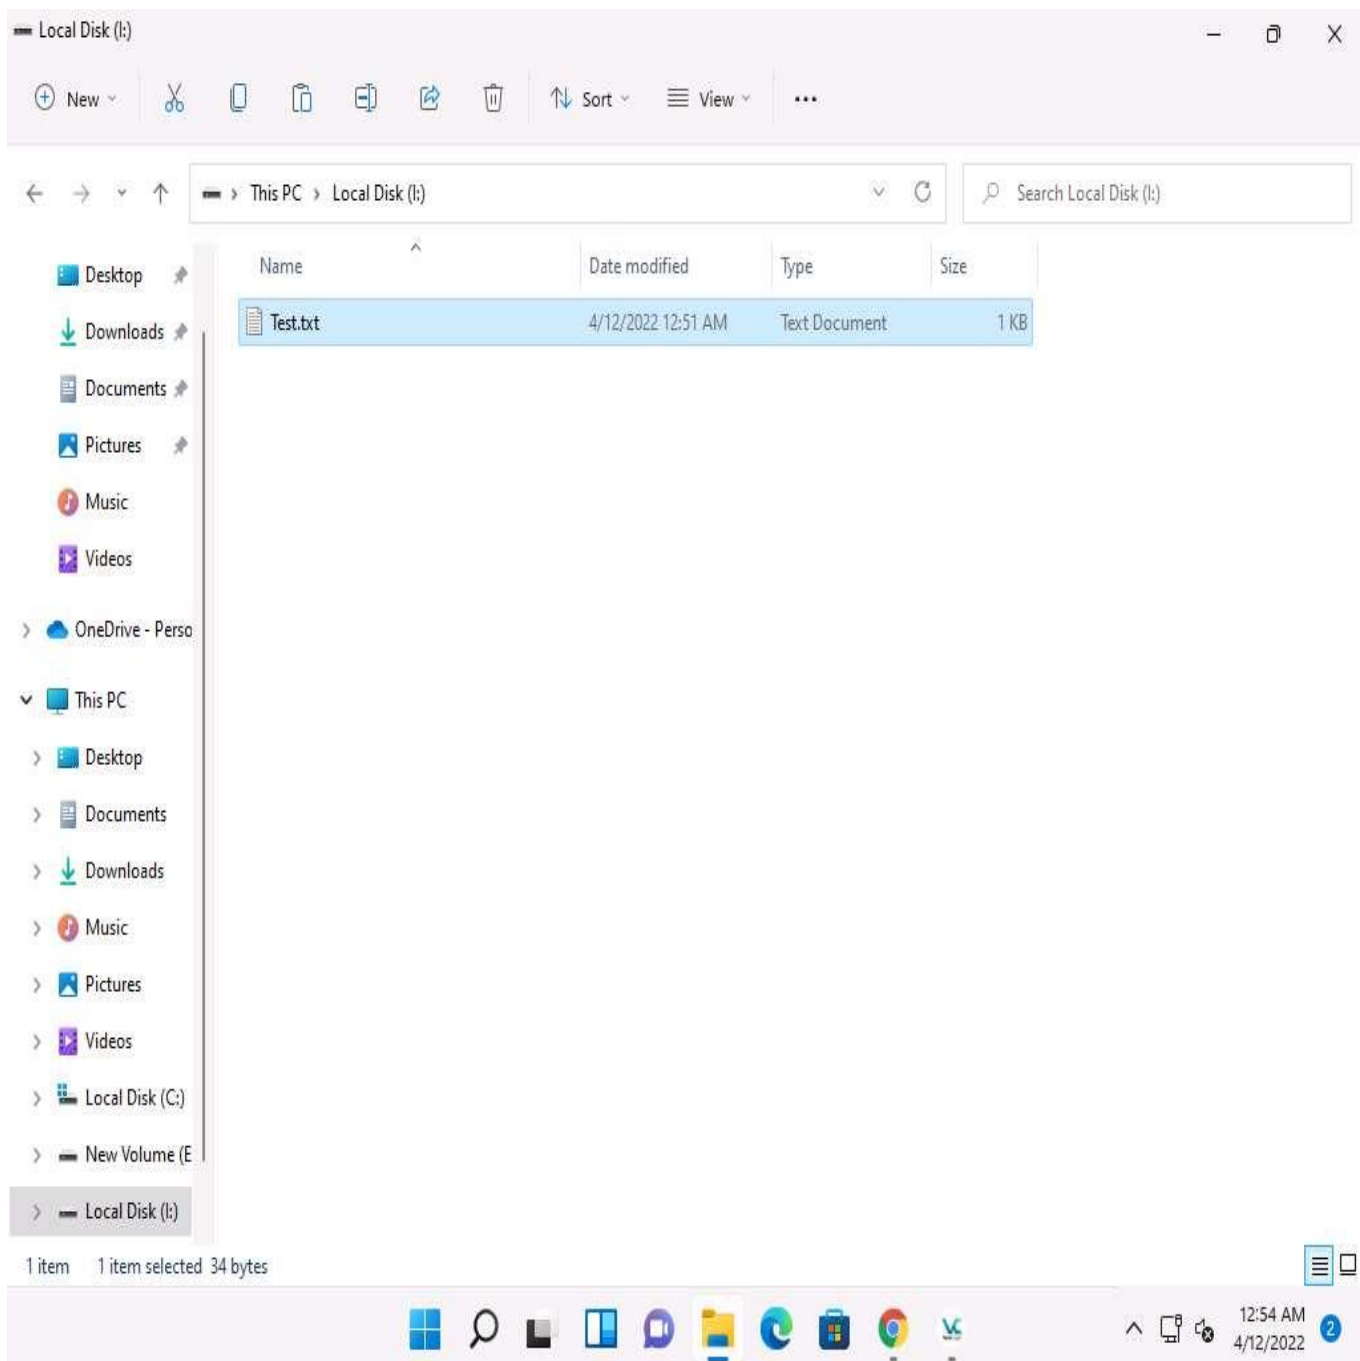 Local Disk (I:)
New
Sort
View
This PC > Local Disk (I:)
Search Local Disk (I:)
Name
Date modified
Type
Size
Test.txt
4/12/2022 12:51 AM
Text Document
1 KB
Desktop
Downloads
Documents
Pictures
Music
Videos
OneDrive - Perso
This PC
Desktop
Documents
Downloads
Music
Pictures
Videos
Local Disk (C:)
New Volume (E
Local Disk (I:)
1 item
1 item selected 34 bytes
12:54 AM
4/12/2022
2